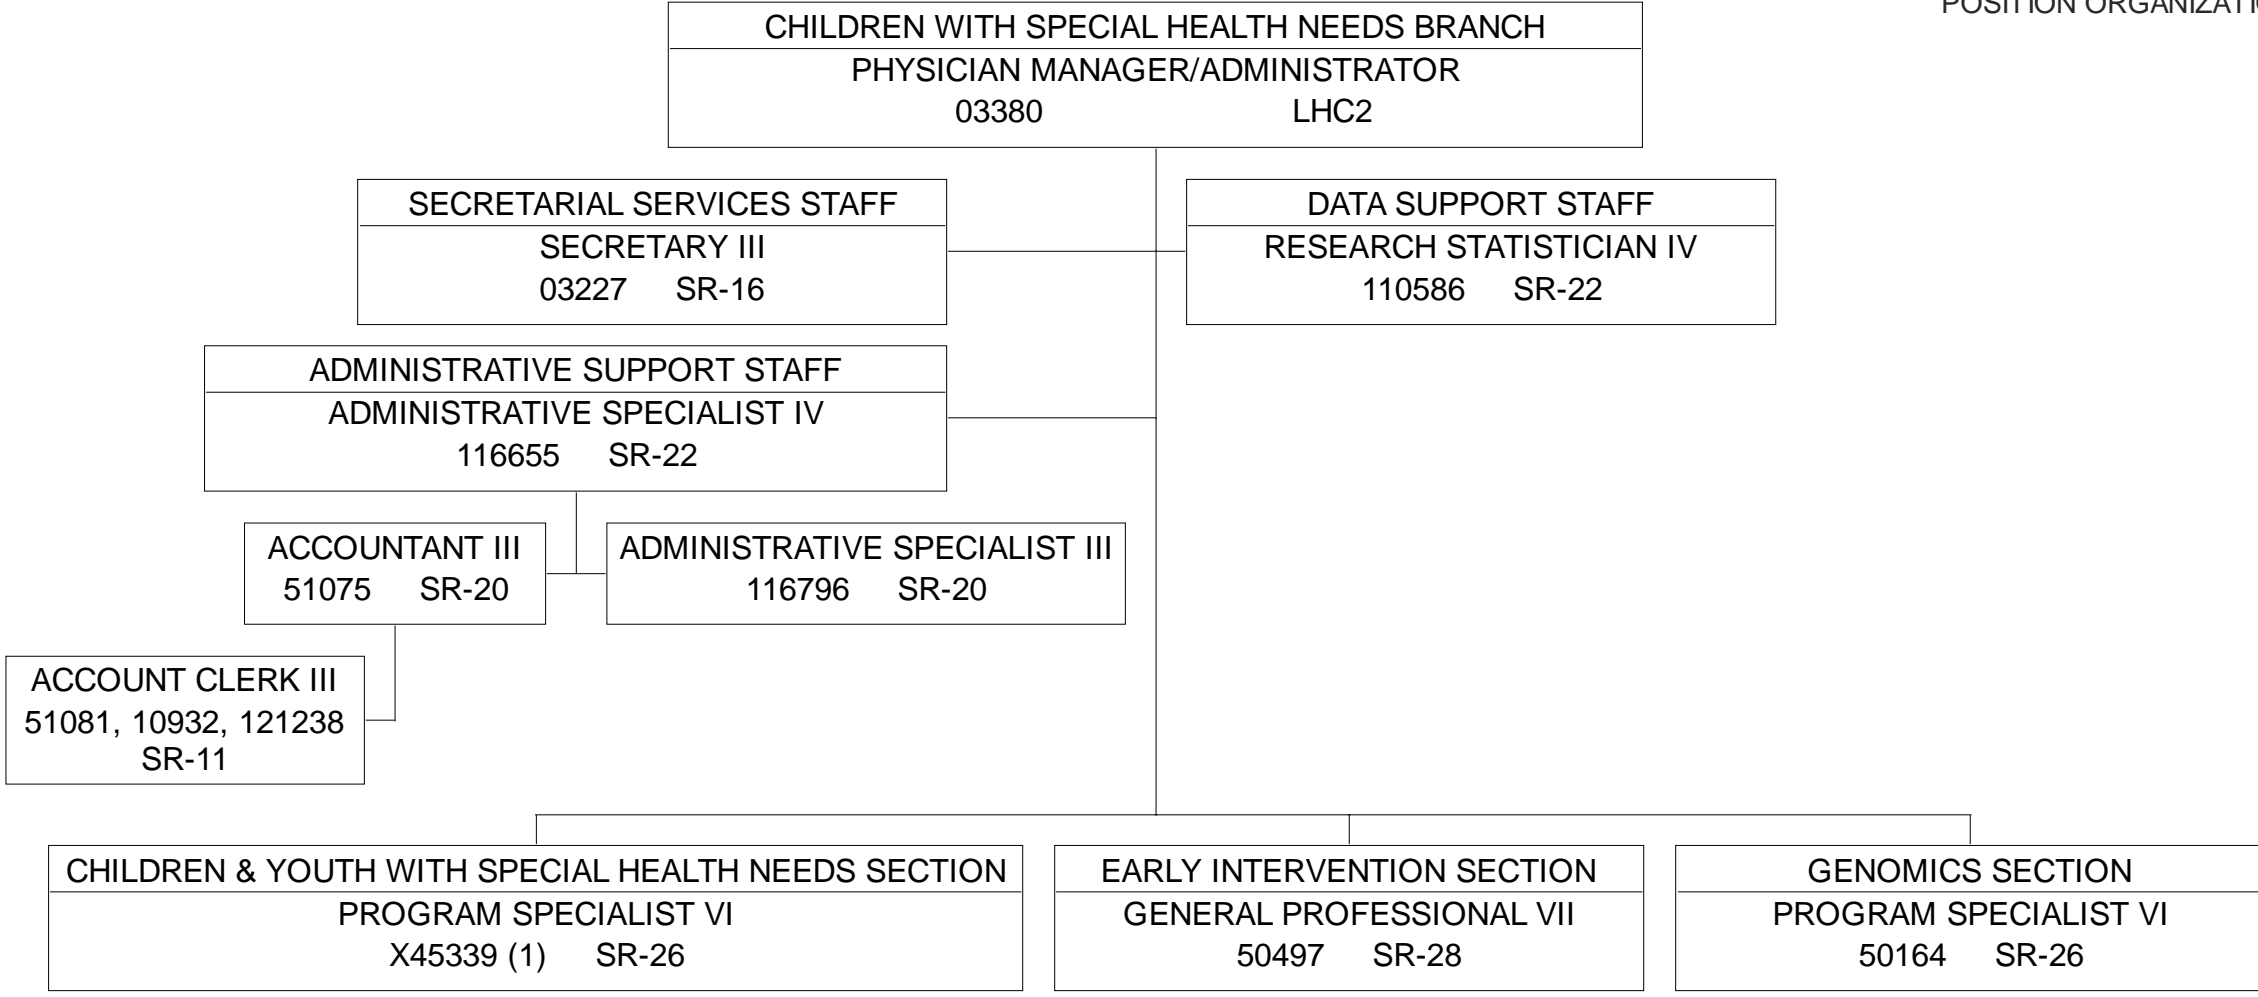 POSITION
CHILDREN WITH SPECIAL HEALTH NEEDS BRANCH
PHYSICIAN MANAGER/ADMINISTRATOR
03380 LHC2
SECRETARIAL SERVICES STAFF
SECRETARY III
03227 SR-16
DATA SUPPORT STAFF
RESEARCH STATISTICIAN IV
110586 SR-22
ADMINISTRATIVE SUPPORT STAFF
ADMINISTRATIVE SPECIALIST IV
116655 SR-22
ACCOUNTANT III
51075 SR-20
ADMINISTRATIVE SPECIALIST III
116796 SR-20
ACCOUNT CLERK III
51081, 10932, 121238
SR-11
CHILDREN & YOUTH WITH SPECIAL HEALTH NEEDS SECTION
PROGRAM SPECIALIST VI
X45339 (1) SR-26
EARLY INTERVENTION SECTION
GENERAL PROFESSIONAL VII
50497 SR-28
GENOMICS SECTION
PROGRAM SPECIALIST VI
50164 SR-26